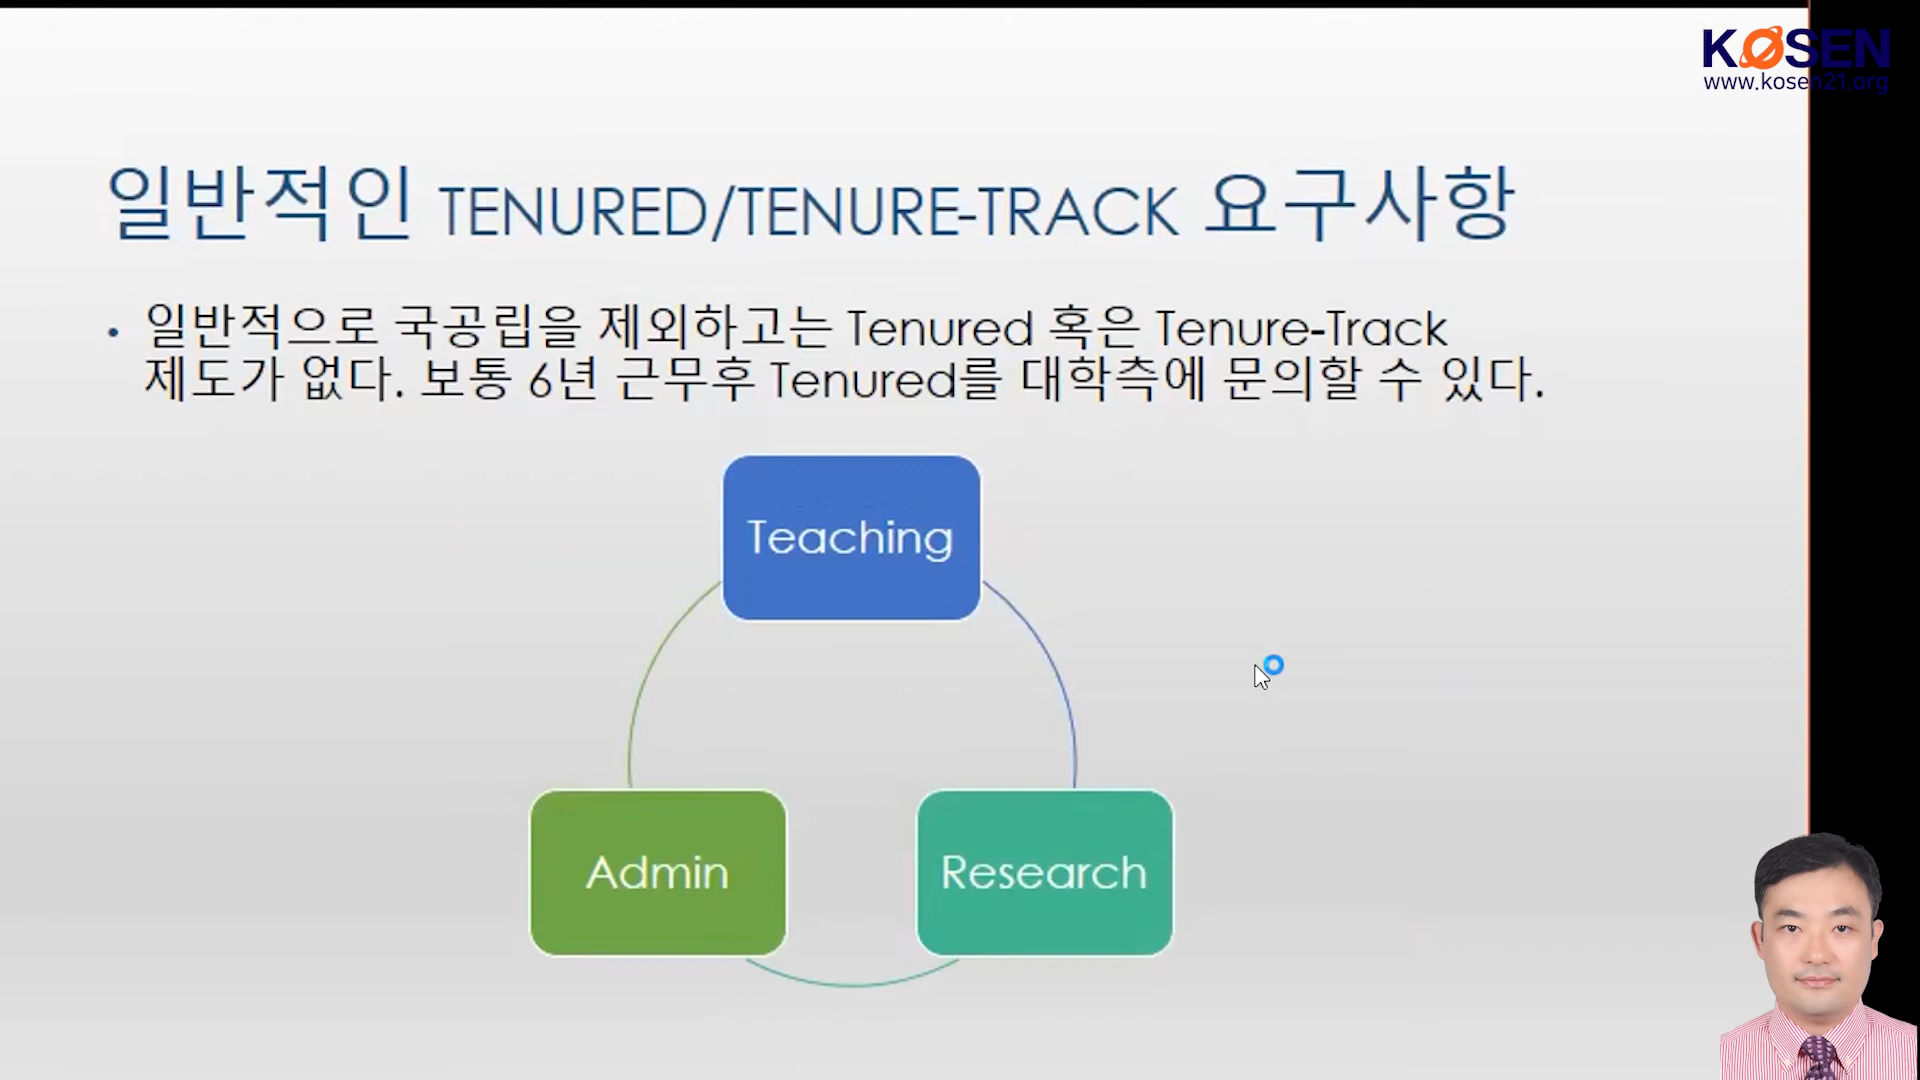 KOSEN
www.kosen21.org
일반적인 TENURED/TENURE-TRACK 요구사항
• 일반적으로 국공립을 제외하고는 Tenured 혹은 Tenure-Track
제도가 없다. 보통 6년 근무후 Tenured를 대학측에 문의할 수 있다.
Teaching
Admin
Research